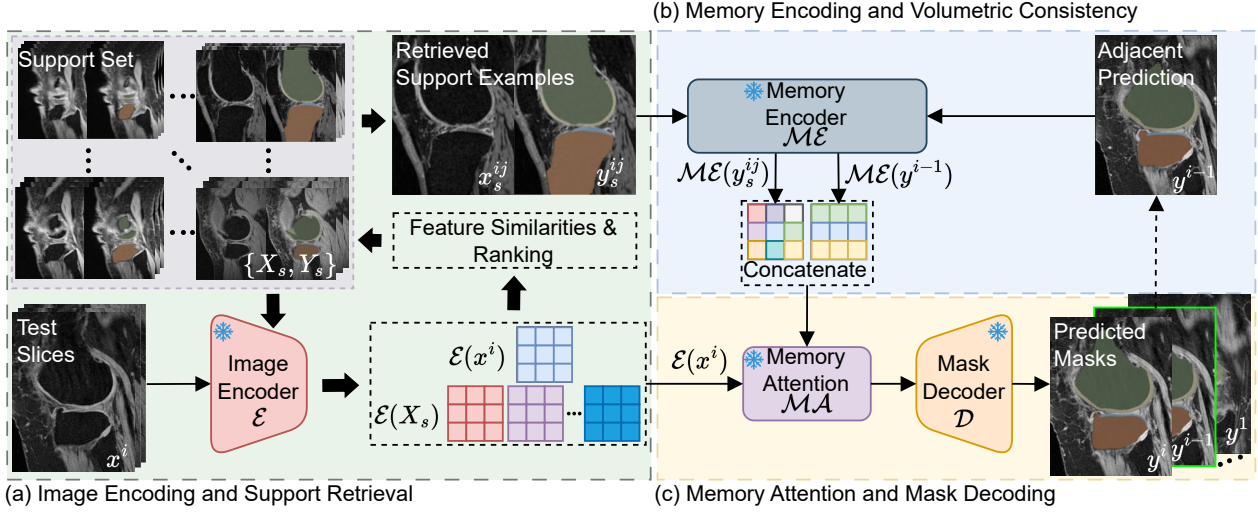 (b) Memory Encoding and Volumetric Consistency
Support Set
{X_s, Y_s}
Retrieved
Support Examples
x_s^{ij}
y_s^{ij}
Feature Similarities &
Ranking
Test
Slices
x^i
Image
Encoder
ℰ
ℰ(x^i)
ℰ(X_s)
(a) Image Encoding and Support Retrieval
Memory
Encoder
ℳℰ
ℳℰ(y_s^{ij})
ℳℰ(y^{i-1})
Concatenate
Adjacent
Prediction
y^{i-1}
ℰ(x^i)
Memory
Attention
ℳ𝒜
Mask
Decoder
𝒟
Predicted
Masks
y^i
y^{i-1}
y^1
(c) Memory Attention and Mask Decoding